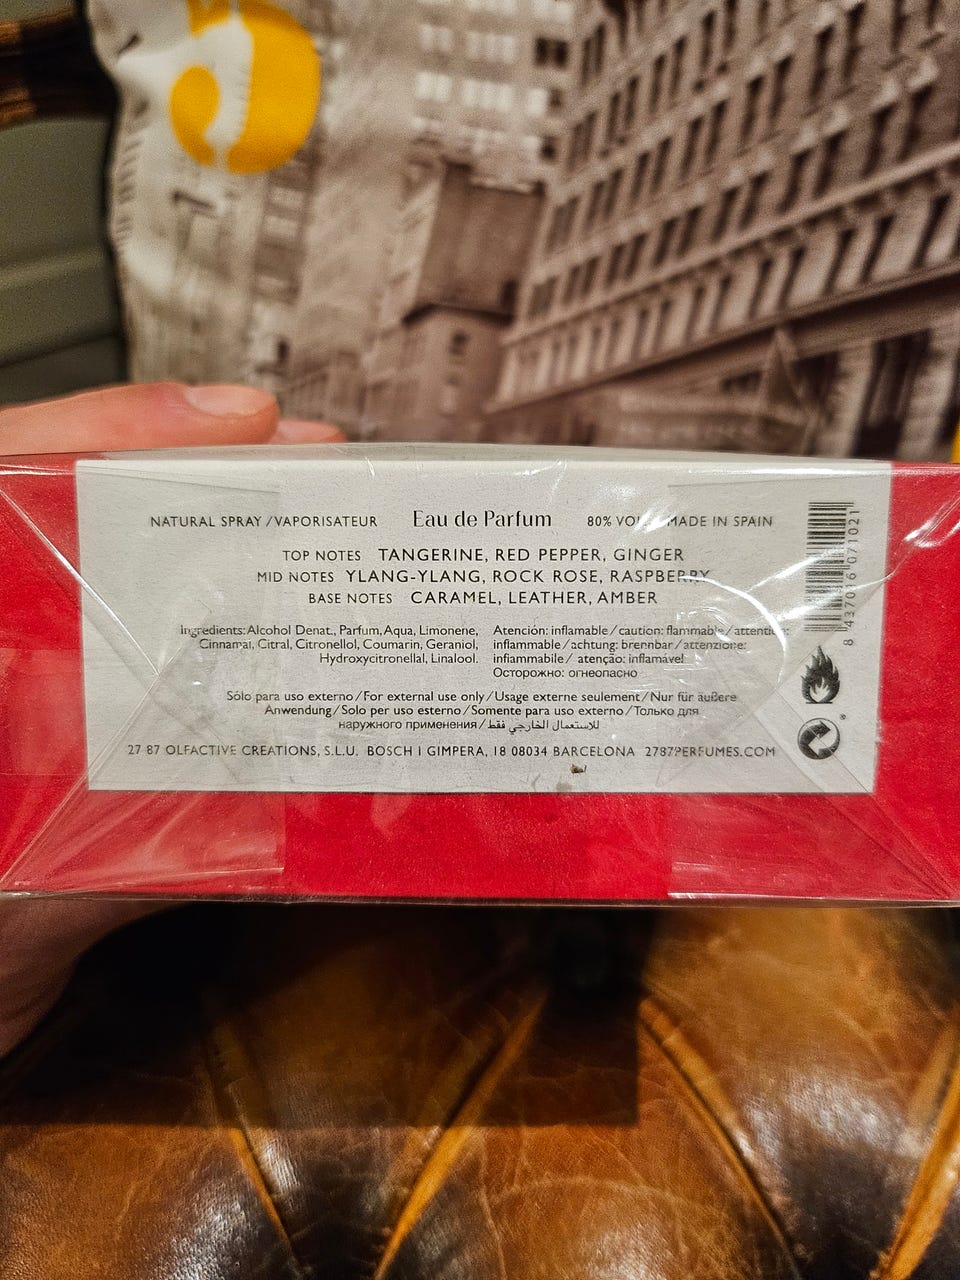 NATURAL SPRAY / VAPORISATEUR Eau de Parfum 80% VOL. MADE IN SPAIN
TOP NOTES TANGERINE, RED PEPPER, GINGER
MID NOTES YLANG-YLANG, ROCK ROSE, RASPBERRY
BASE NOTES CARAMEL, LEATHER, AMBER
Ingredients: Alcohol Denat., Parfum, Aqua, Limonene,
Cinnamal, Citral, Citronellol, Coumarin, Geraniol,
Hydroxycitronellal, Linalool.
Atención: inflamable / caution: flammable / attention:
inflammable / achtung: brennbar / attenzione:
inflammabile / atenção: inflamável
Осторожно: огнеопасно
Sólo para uso externo / For external use only / Usage externe seulement / Nur für äußere
Anwendung / Solo per uso esterno / Somente para uso externo / Только для
наружного применения / للاستعمال الخارجي فقط
27 87 OLFACTIVE CREATIONS, S.L.U. BOSCH I GIMPERA, 18 08034 BARCELONA 2787PERFUMES.COM
8 437016 071021